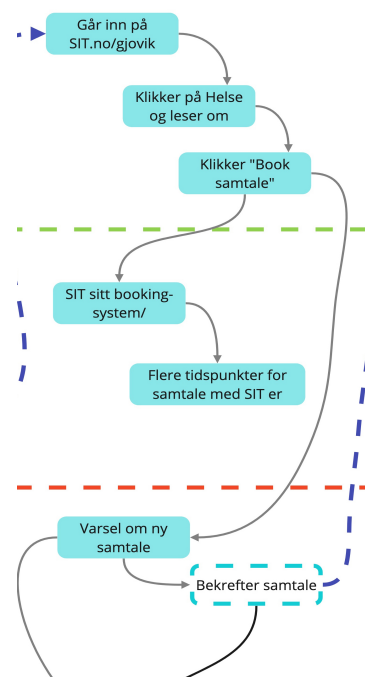 Går inn på
SIT.no/gjovik
Klikker på Helse
og leser om
Klikker "Book
samtale"
SIT sitt booking-
system/
Flere tidspunkter for
samtale med SIT er
Varsel om ny
samtale
Bekrefter samtale